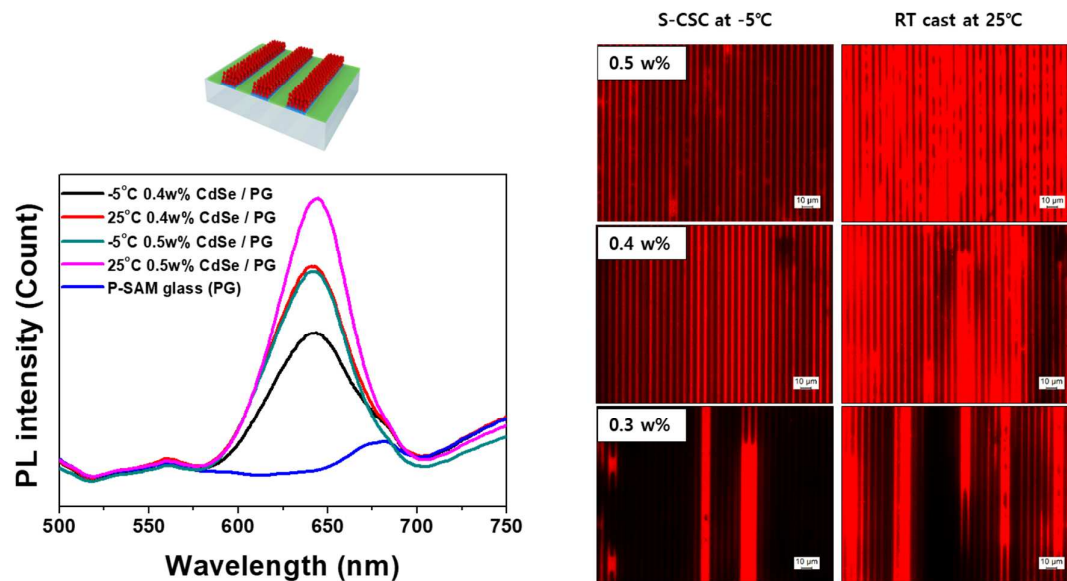 S-CSC at -5℃
RT cast at 25℃
0.5 w%
10 μm
10 μm
0.4 w%
10 μm
10 μm
0.3 w%
10 μm
10 μm
-5°C 0.4w% CdSe / PG
25°C 0.4w% CdSe / PG
-5°C 0.5w% CdSe / PG
25°C 0.5w% CdSe / PG
P-SAM glass (PG)
PL intensity (Count)
500 550 600 650 700 750
Wavelength (nm)